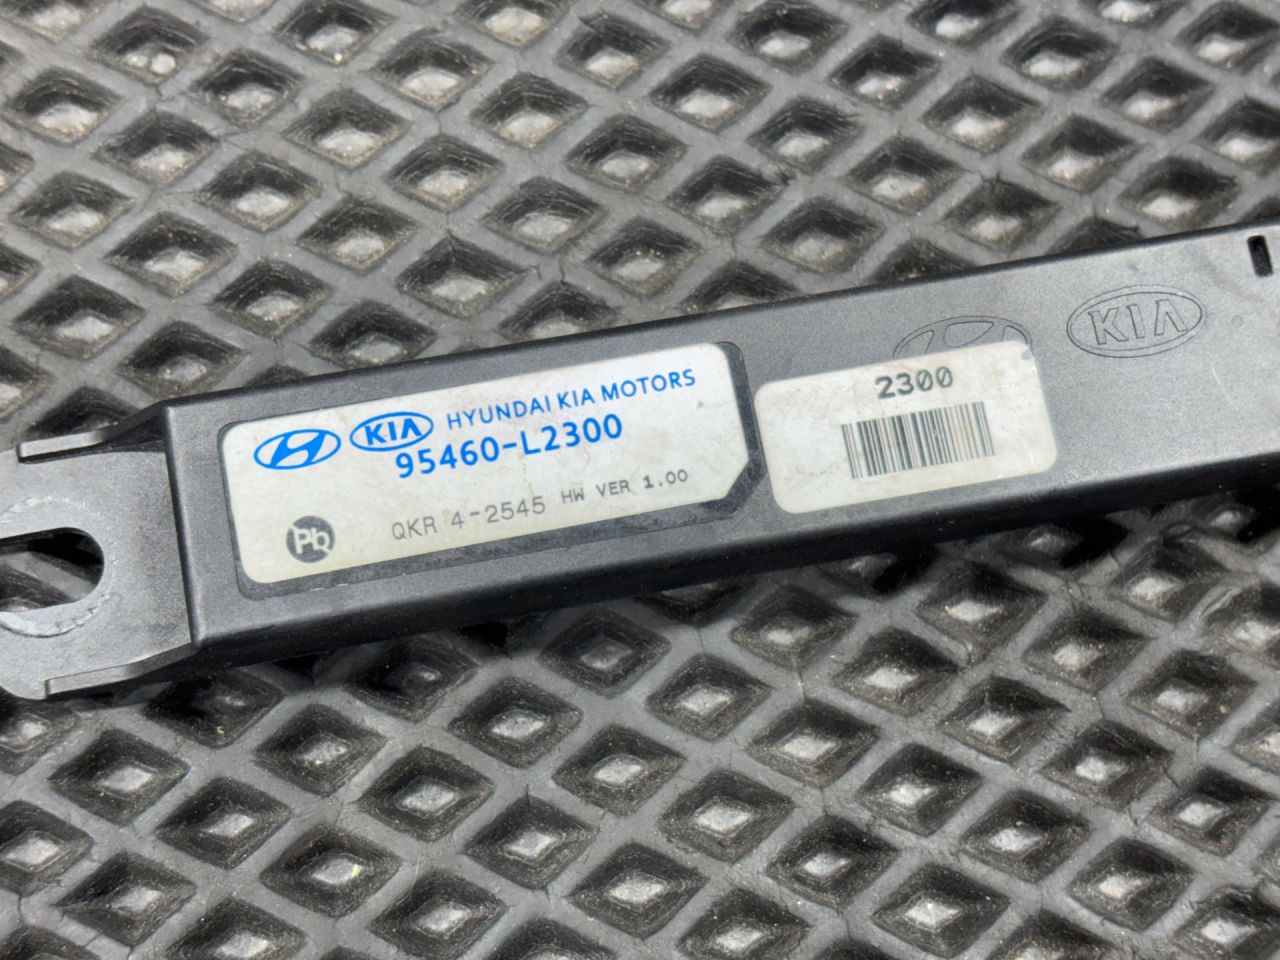 KIA HYUNDAI KIA MOTORS
95460-L2300
Pb QKR 4-2545 HW VER 1.00
2300
KIA